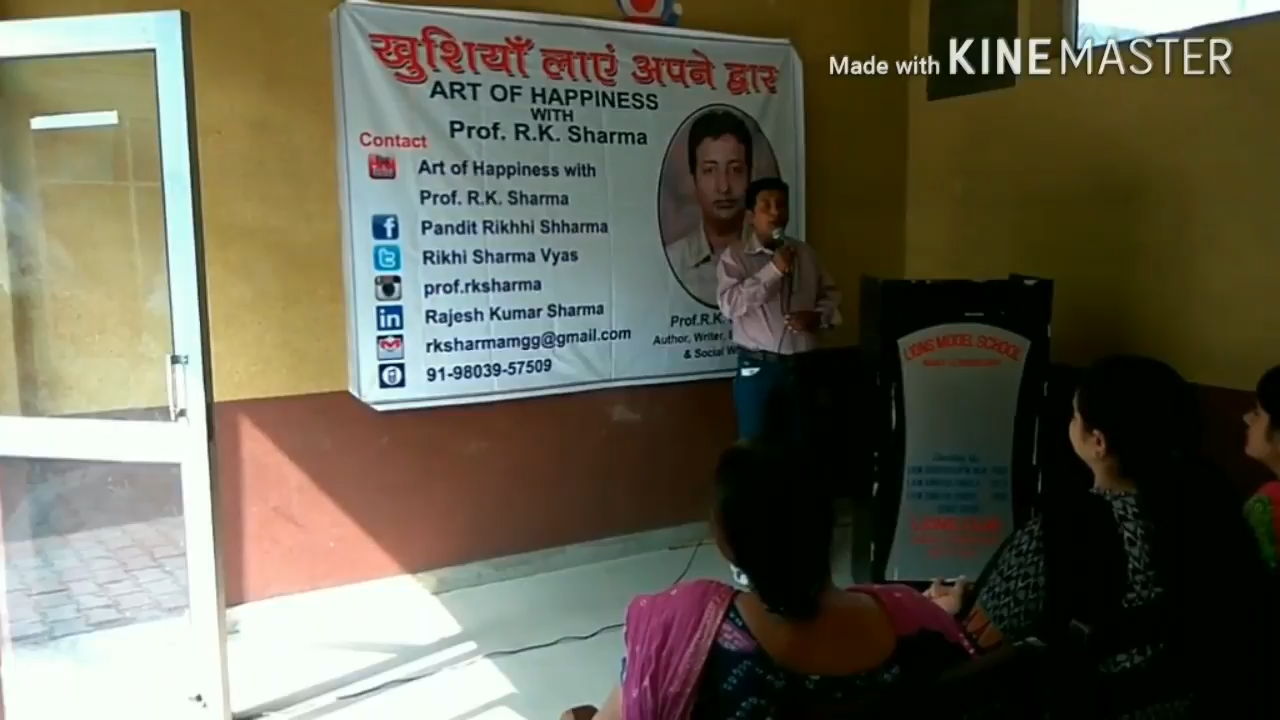 Made with KINEMASTER
खुशियाँ लाएं अपने द्वार
ART OF HAPPINESS
WITH
Prof. R.K. Sharma
Contact
Art of Happiness with
Prof. R.K. Sharma
Pandit Rikhhi Shharma
Rikhi Sharma Vyas
prof.rksharma
Rajesh Kumar Sharma
rksharmamgg@gmail.com
91-98039-57509
Prof.R.K.
Author, Writer,
& Social
LIONS MODEL SCHOOL
LIONS CLUB